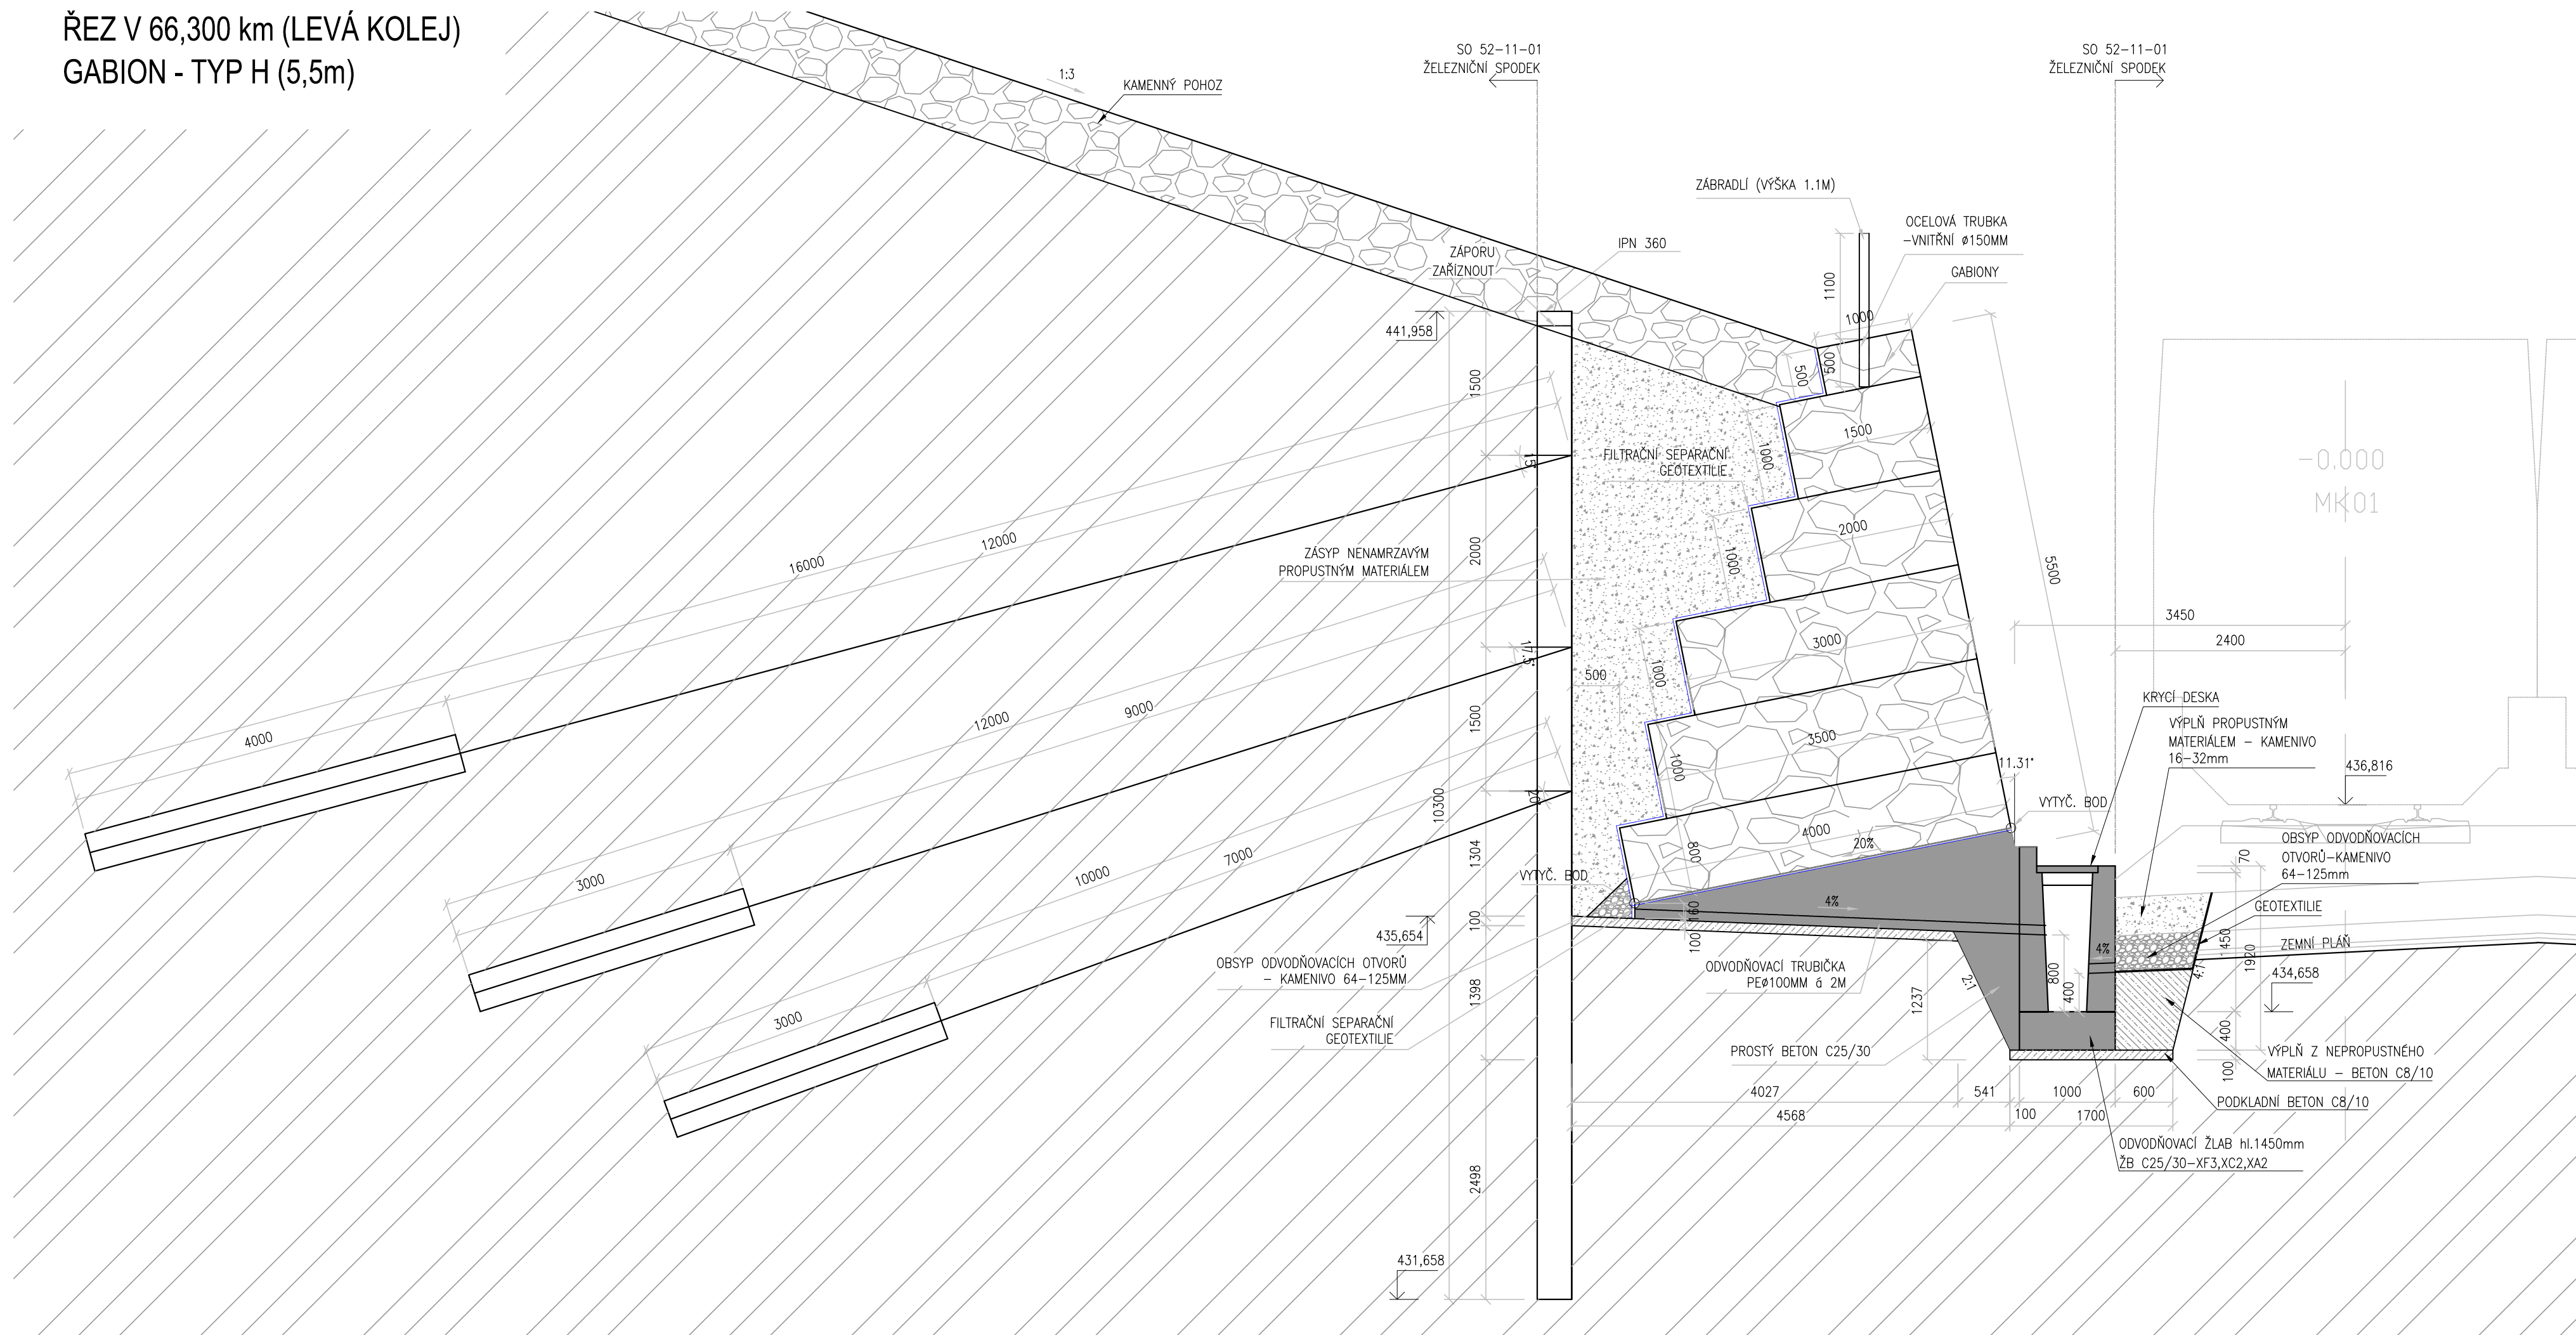 ŘEZ V 66,300 km (LEVÁ KOLEJ)
GABION - TYP H (5,5m)
1:3
KAMENNÝ POHOZ
SO 52-11-01
ŽELEZNIČNÍ SPODEK
SO 52-11-01
ŽELEZNIČNÍ SPODEK
ZÁBRADLÍ (VÝŠKA 1.1M)
OCELOVÁ TRUBKA
-VNITŘNÍ ø150MM
GABIONY
IPN 360
ZÁPORU
ZAŘÍZNOUT
441,958
1100
1000
500
500
1500
1500
1000
FILTRAČNÍ SEPARAČNÍ
GEOTEXTILIE
15°
-0.000
MK01
2000
1000
12000
16000
2000
ZÁSYP NENAMRZAVÝM
PROPUSTNÝM MATERIÁLEM
5500
3450
2400
3000
1000
17.5°
500
1500
9000
12000
4000
3500
1000
KRYCÍ DESKA
VÝPLŇ PROPUSTNÝM
MATERIÁLEM - KAMENIVO
16-32mm
11.31°
436,816
VYTYČ. BOD
20°
10300
4000
20%
800
1304
7000
10000
3000
VYTYČ. BOD
OBSYP ODVODŇOVACÍCH
OTVORŮ-KAMENIVO
64-125mm
70
GEOTEXTILIE
4%
160
100
100
435,654
450
1920
ZEMNÍ PLÁŇ
4%
4:1
434,658
OBSYP ODVODŇOVACÍCH OTVORŮ
- KAMENIVO 64-125MM
ODVODŇOVACÍ TRUBIČKA
PEø100MM á 2M
2:1
800
400
1398
1237
3000
FILTRAČNÍ SEPARAČNÍ
GEOTEXTILIE
PROSTÝ BETON C25/30
400
100
VÝPLŇ Z NEPROPUSTNÉHO
MATERIÁLU - BETON C8/10
4027
541
1000
600
PODKLADNÍ BETON C8/10
4568
100
1700
ODVODŇOVACÍ ŽLAB hl.1450mm
ŽB C25/30-XF3,XC2,XA2
2498
431,658